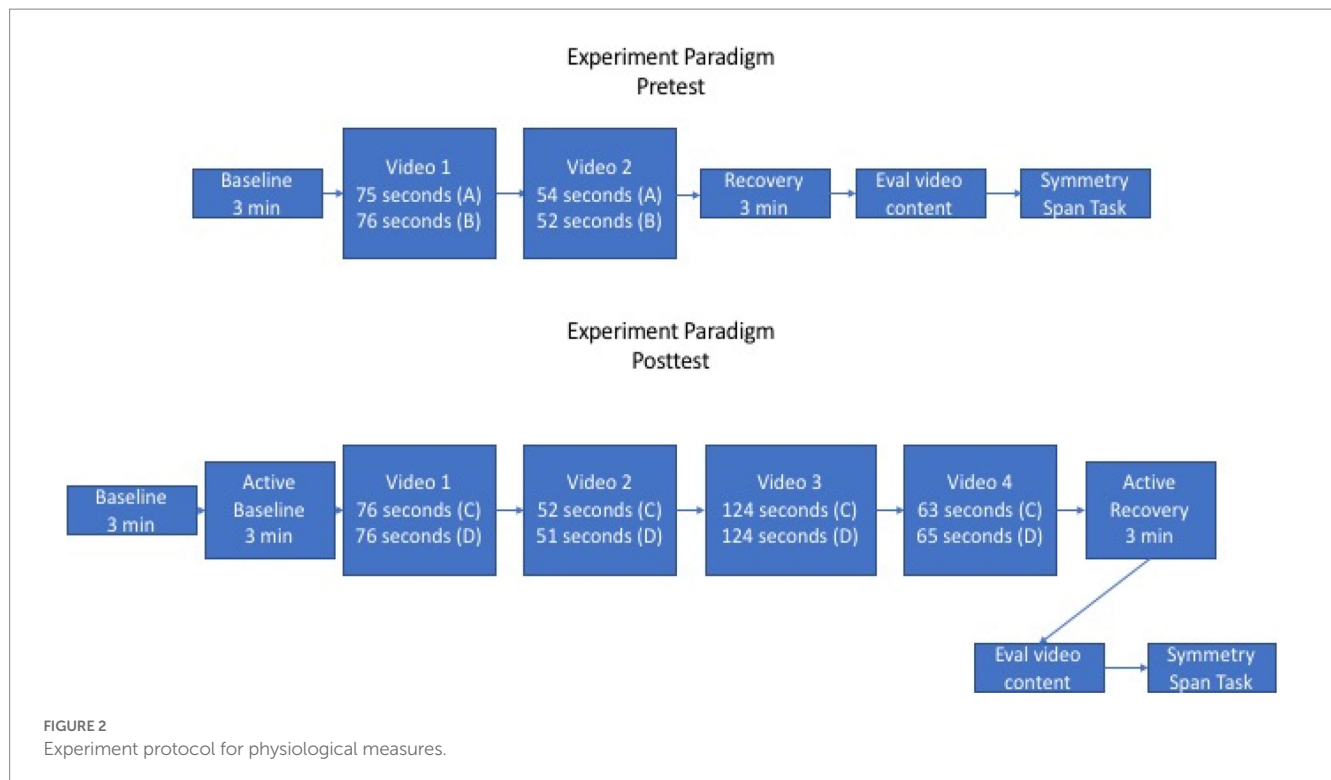 Experiment Paradigm
Pretest
Baseline
3 min
Video 1
75 seconds (A)
76 seconds (B)
Video 2
54 seconds (A)
52 seconds (B)
Recovery
3 min
Eval video
content
Symmetry
Span Task
Experiment Paradigm
Posttest
Baseline
3 min
Active
Baseline
3 min
Video 1
76 seconds (C)
76 seconds (D)
Video 2
52 seconds (C)
51 seconds (D)
Video 3
124 seconds (C)
124 seconds (D)
Video 4
63 seconds (C)
65 seconds (D)
Active
Recovery
3 min
Eval video
content
Symmetry
Span Task
FIGURE 2
Experiment protocol for physiological measures.